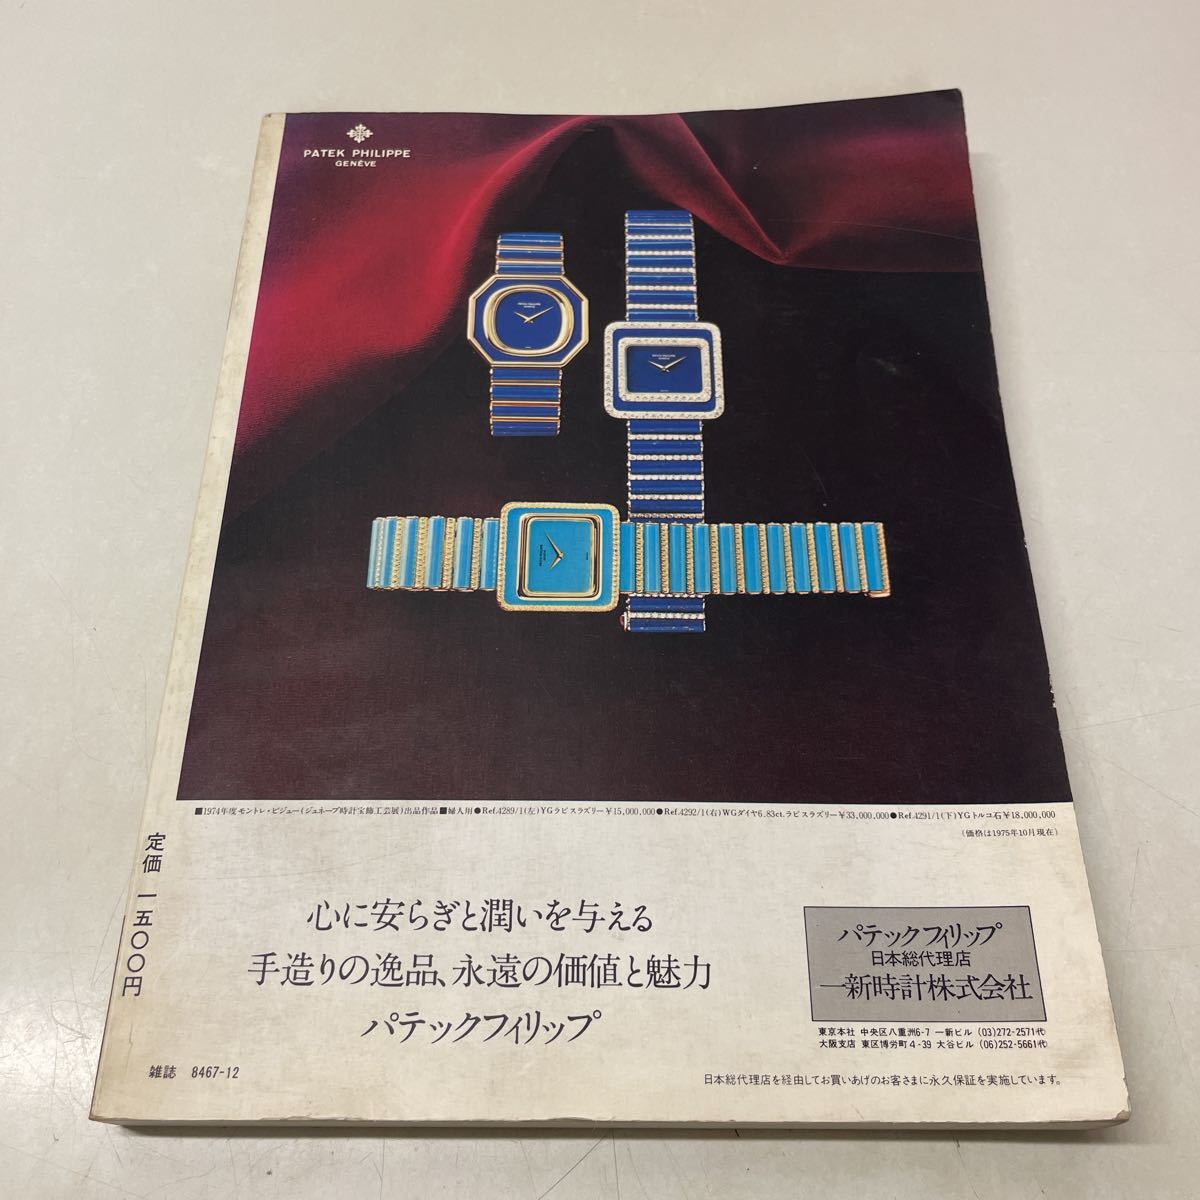 PATEK PHILIPPE
GENÈVE
■1974年度モントレ・ビジュー(ジュネーブ時計宝飾工芸展)出品作品■婦人用●Ref.4289/1(左)YGラピスラズリー¥15,000,000●Ref.4292/1(右)WGダイヤ6.83ct.ラピスラズリー¥33,000,000●Ref.4291/1(下)YGトルコ石¥18,000,000
(価格は1975年10月現在)
定価 一五〇〇円
心に安らぎと潤いを与える
手造りの逸品、永遠の価値と魅力
パテックフィリップ
パテックフィリップ
日本総代理店
一新時計株式会社
東京本社 中央区八重洲6-7 一新ビル (03)272-2571代
大阪支店 東区博労町4-39 大谷ビル (06)252-5661代
雑誌 8467-12
日本総代理店を経由してお買いあげのお客さまに永久保証を実施しています。